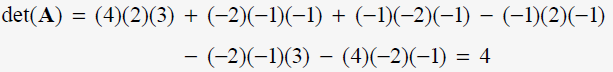 det(A) = (4)(2)(3) + (−2)(−1)(−1) + (−1)(−2)(−1) − (−1)(2)(−1)
− (−2)(−1)(3) − (4)(−2)(−1) = 4